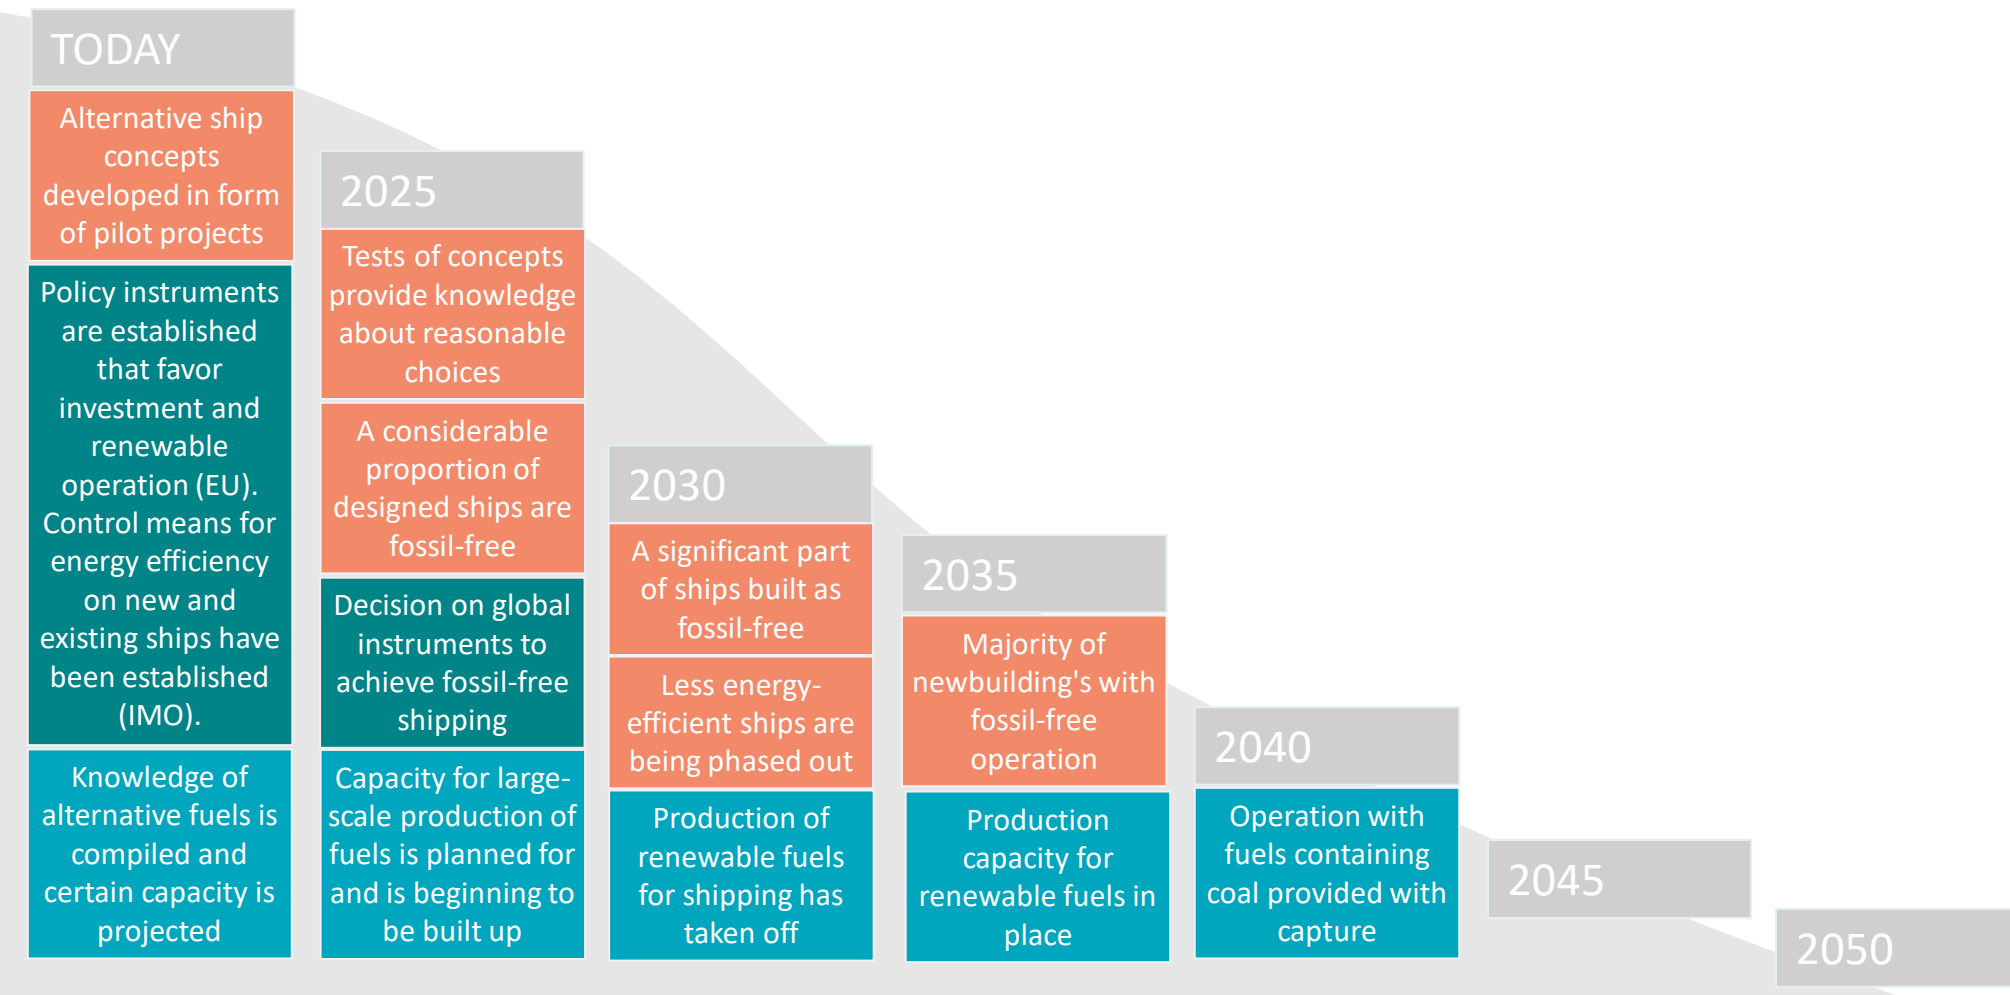 TODAY
Alternative ship
concepts
developed in form
of pilot projects
Policy instruments
are established
that favor
investment and
renewable
operation (EU).
Control means for
energy efficiency
on new and
existing ships have
been established
(IMO).
Knowledge of
alternative fuels is
compiled and
certain capacity is
projected
2025
Tests of concepts
provide knowledge
about reasonable
choices
A considerable
proportion of
designed ships are
fossil-free
Decision on global
instruments to
achieve fossil-free
shipping
Capacity for large-
scale production of
fuels is planned for
and is beginning to
be built up
2030
A significant part
of ships built as
fossil-free
Less energy-
efficient ships are
being phased out
Production of
renewable fuels
for shipping has
taken off
2035
Majority of
newbuilding's with
fossil-free
operation
Production
capacity for
renewable fuels in
place
2040
Operation with
fuels containing
coal provided with
capture
2045
2050